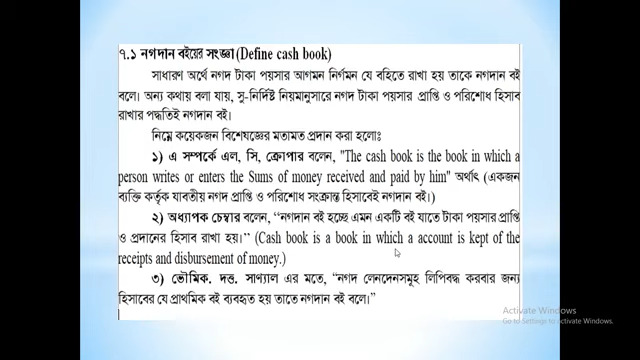 ৭.১ নগদান বইয়ের সংজ্ঞা (Define cash book)
সাধারণ অর্থে নগদ টাকা পয়সার আগমন নির্গমন যে বহিতে রাখা হয় তাকে নগদান বই
বলে। অন্য কথায় বলা যায়, সু-নির্দিষ্ট নিয়মানুসারে নগদ টাকা পয়সার প্রাপ্তি ও পরিশোধ হিসাব
রাখার পদ্ধতিই নগদান বই।
নিম্নে কয়েকজন বিশেষজ্ঞের মতামত প্রদান করা হলোঃ
১) এ সম্পর্কে এল, সি, ক্রোপার বলেন, "The cash book is the book in which a
person writes or enters the Sums of money received and paid by him" অর্থাৎ (একজন
ব্যক্তি কর্তৃক যাবতীয় নগদ প্রাপ্তি ও পরিশোধ সংক্রান্ত হিসাবেই নগদান বই।)
২) অধ্যাপক চেম্বার বলেন, “নগদান বই হচ্ছে এমন একটি বই যাতে টাকা পয়সার প্রাপ্তি
ও প্রদানের হিসাব রাখা হয়।‘‘ (Cash book is a book in which a account is kept of the
receipts and disbursement of money.)
৩) ভৌমিক. দত্ত. সাণ্যাল এর মতে, “নগদ লেনদেনসমূহ লিপিবদ্ধ করবার জন্য
হিসাবের যে প্রাথমিক বই ব্যবহৃত হয় তাতে নগদান বই বলে।”
Activate Windows
Go to Settings to activate Windows.